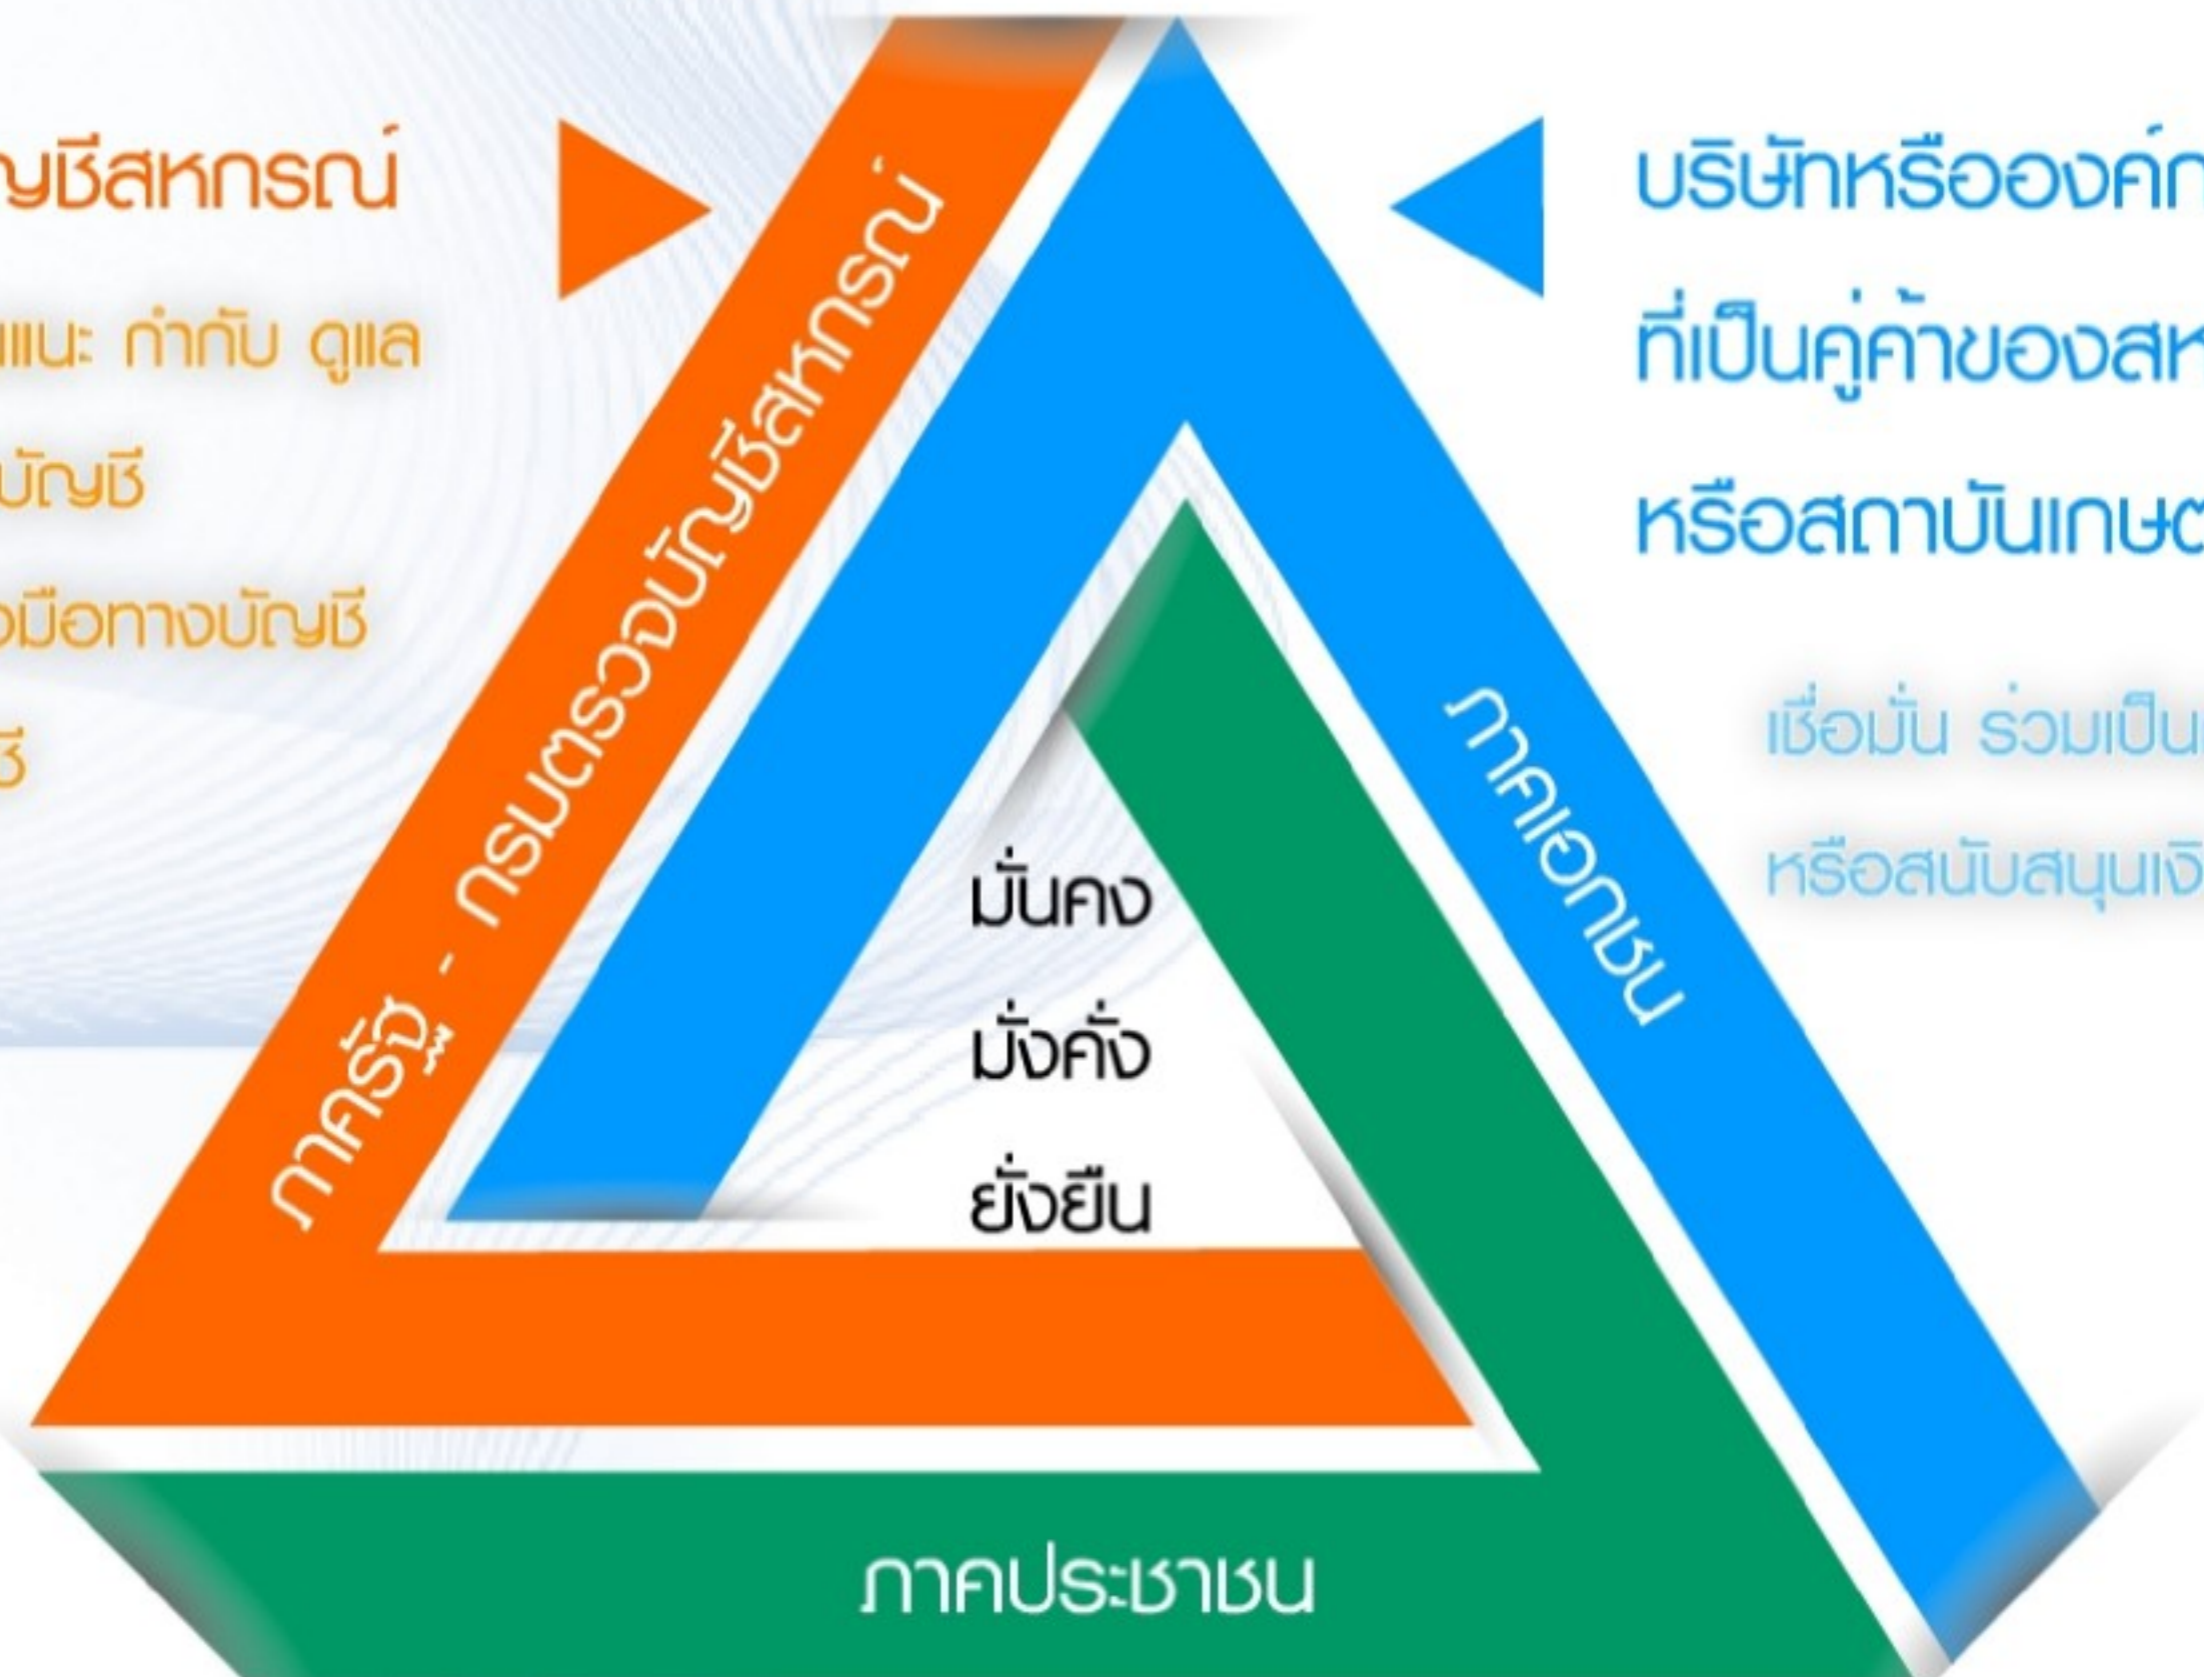 ญชีสหกรณ์
แนะ กำกับ ดูแล
บัญชี
มือทางบัญชี
ชี
ภาครัฐ - กรมตรวจบัญชีสหกรณ์
มั่นคง
มั่งคั่ง
ยั่งยืน
ภาคเอกชน
ภาคประชาชน
บริษัทหรือองค์ก
ที่เป็นคู่ค้าของสห
หรือสถาบันเกษต
เชื่อมั่น ร่วมเป็น
หรือสนับสนุนเงิ